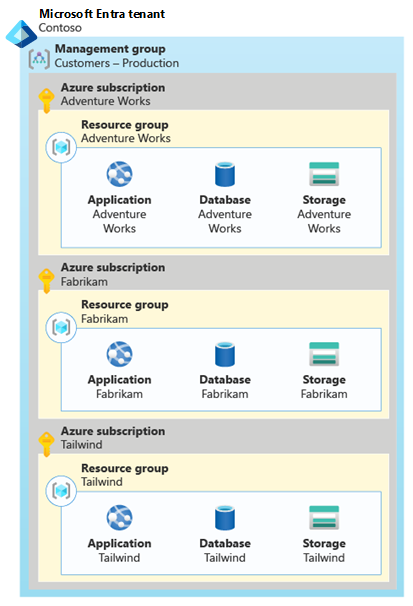 Microsoft Entra tenant
Contoso
Management group
Customers – Production
Azure subscription
Adventure Works
Resource group
Adventure Works
Application
Adventure
Works
Database
Adventure
Works
Storage
Adventure
Works
Azure subscription
Fabrikam
Resource group
Fabrikam
Application
Fabrikam
Database
Fabrikam
Storage
Fabrikam
Azure subscription
Tailwind
Resource group
Tailwind
Application
Tailwind
Database
Tailwind
Storage
Tailwind